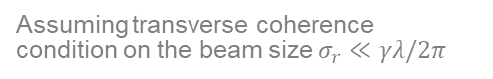 Assuming transverse coherence
condition on the beam size 𝜎𝑟 ≪ 𝛾𝜆/2𝜋